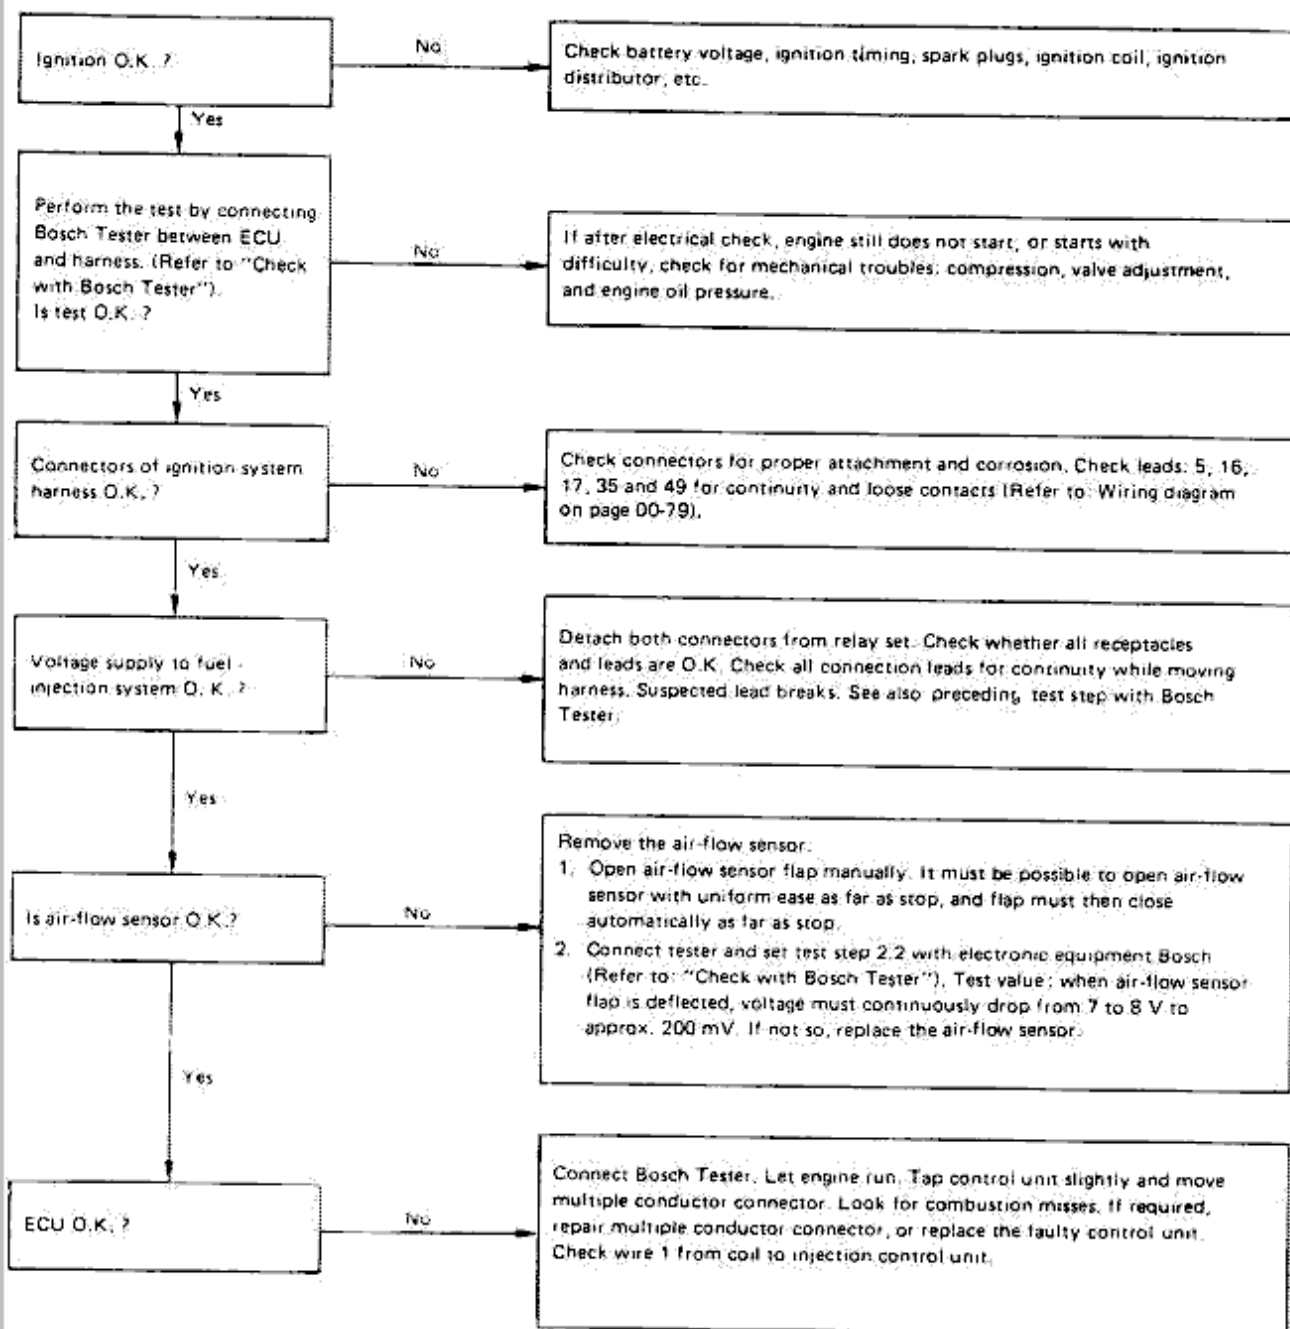 Ignition O.K. ?
No
Check battery voltage, ignition timing, spark plugs, ignition coil, ignition
distributor, etc.
Yes
Perform the test by connecting
Bosch Tester between ECU
and harness. (Refer to "Check
with Bosch Tester").
Is test O.K. ?
No
If after electrical check, engine still does not start, or starts with
difficulty, check for mechanical troubles: compression, valve adjustment,
and engine oil pressure.
Yes
Connectors of ignition system
harness O.K. ?
No
Check connectors for proper attachment and corrosion. Check leads: 5, 16,
17, 35 and 49 for continuity and loose contacts (Refer to: Wiring diagram
on page 00-79).
Yes
Voltage supply to fuel -
injection system O. K. ?
No
Detach both connectors from relay set. Check whether all receptacles
and leads are O.K. Check all connection leads for continuity while moving
harness. Suspected lead breaks. See also preceding test step with Bosch
Tester.
Yes
Is air-flow sensor O.K.?
No
Remove the air-flow sensor.
1. Open air-flow sensor flap manually. It must be possible to open air-flow
sensor with uniform ease as far as stop, and flap must then close
automatically as far as stop.
2. Connect tester and set test step 2.2 with electronic equipment Bosch
(Refer to: "Check with Bosch Tester"). Test value: when air-flow sensor
flap is deflected, voltage must continuously drop from 7 to 8 V to
approx. 200 mV. If not so, replace the air-flow sensor.
Yes
ECU O.K. ?
No
Connect Bosch Tester. Let engine run. Tap control unit slightly and move
multiple conductor connector. Look for combustion misses. If required,
repair multiple conductor connector, or replace the faulty control unit.
Check wire 1 from coil to injection control unit.